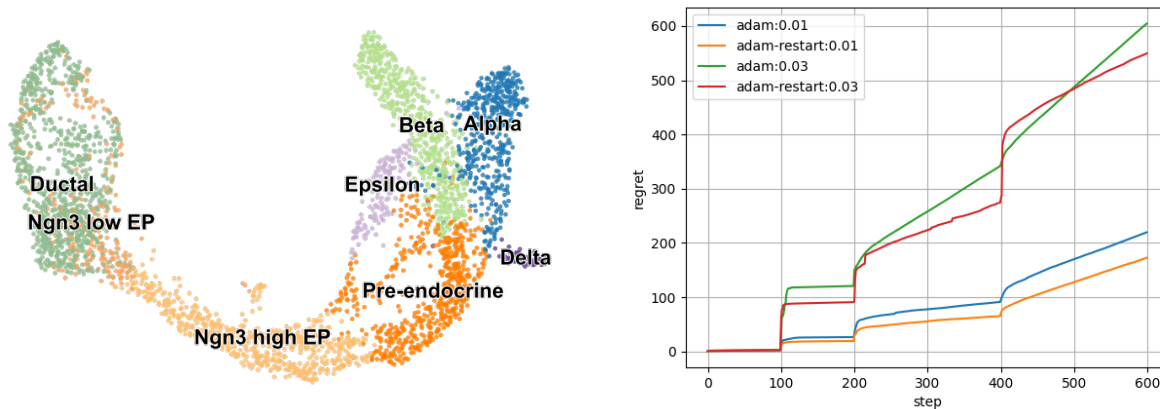 Beta
Alpha
Ductal
Epsilon
Ngn3 low EP
Delta
Pre-endocrine
Ngn3 high EP
adam:0.01
adam-restart:0.01
adam:0.03
adam-restart:0.03
600
500
400
300
200
100
0
regret
0
100
200
300
400
500
600
step